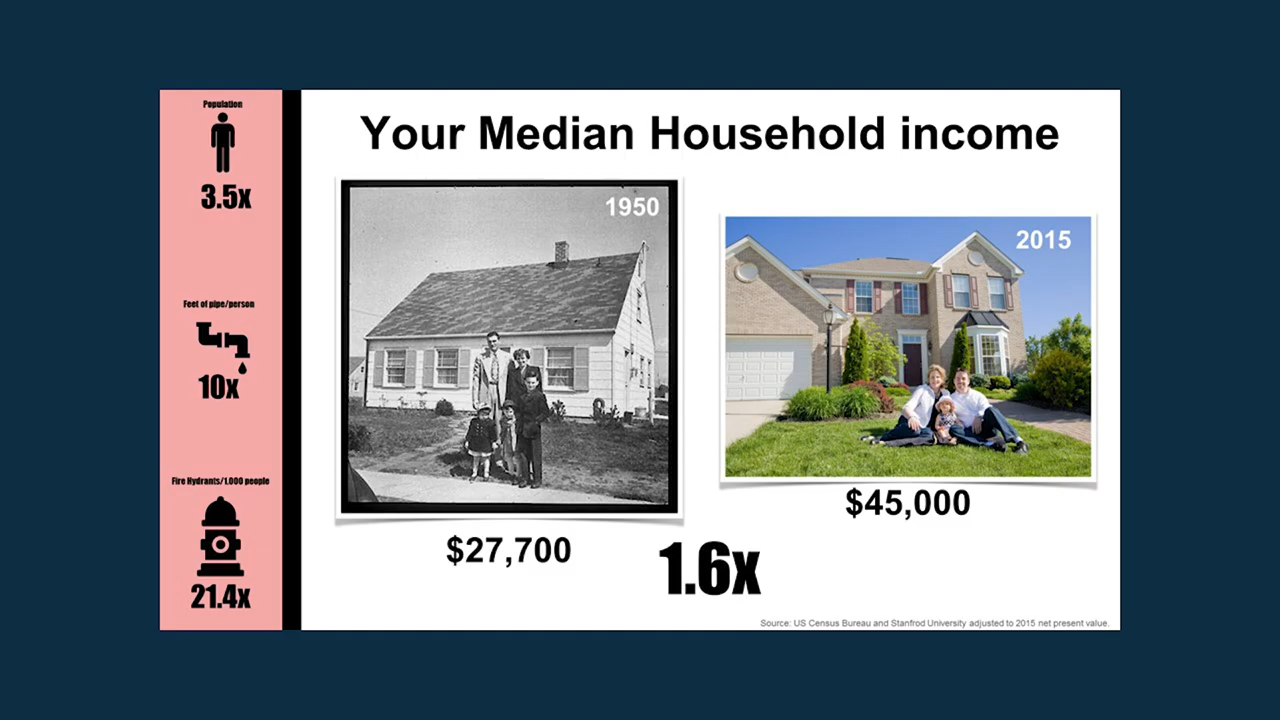 Population
3.5x
Feet of pipe/person
10x
Fire Hydrants/1,000 people
21.4x
Your Median Household income
1950
2015
$27,700
$45,000
1.6x
Source: US Census Bureau and Stanfrod University adjusted to 2015 net present value.